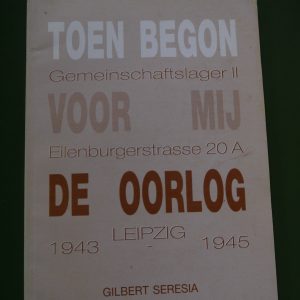 TOEN BEGON
Gemeinschaftslager II
VOOR MIJ
Eilenburgerstrasse 20 A
DE OORLOG
LEIPZIG
1943 - 1945
GILBERT SERESIA